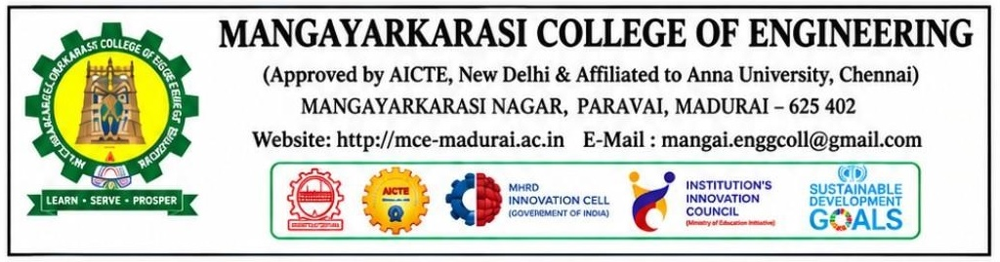 MANGAYARKARASI COLLEGE OF ENGINEERING
(Approved by AICTE, New Delhi & Affiliated to Anna University, Chennai)
MANGAYARKARASI NAGAR, PARAVAI, MADURAI – 625 402
Website: http://mce-madurai.ac.in E-Mail : mangai.enggcoll@gmail.com
LEARN • SERVE • PROSPER
AICTE
MHRD
INNOVATION CELL
(GOVERNMENT OF INDIA)
INSTITUTION'S
INNOVATION
COUNCIL
(Ministry of Education Initiative)
SUSTAINABLE
DEVELOPMENT
GOALS